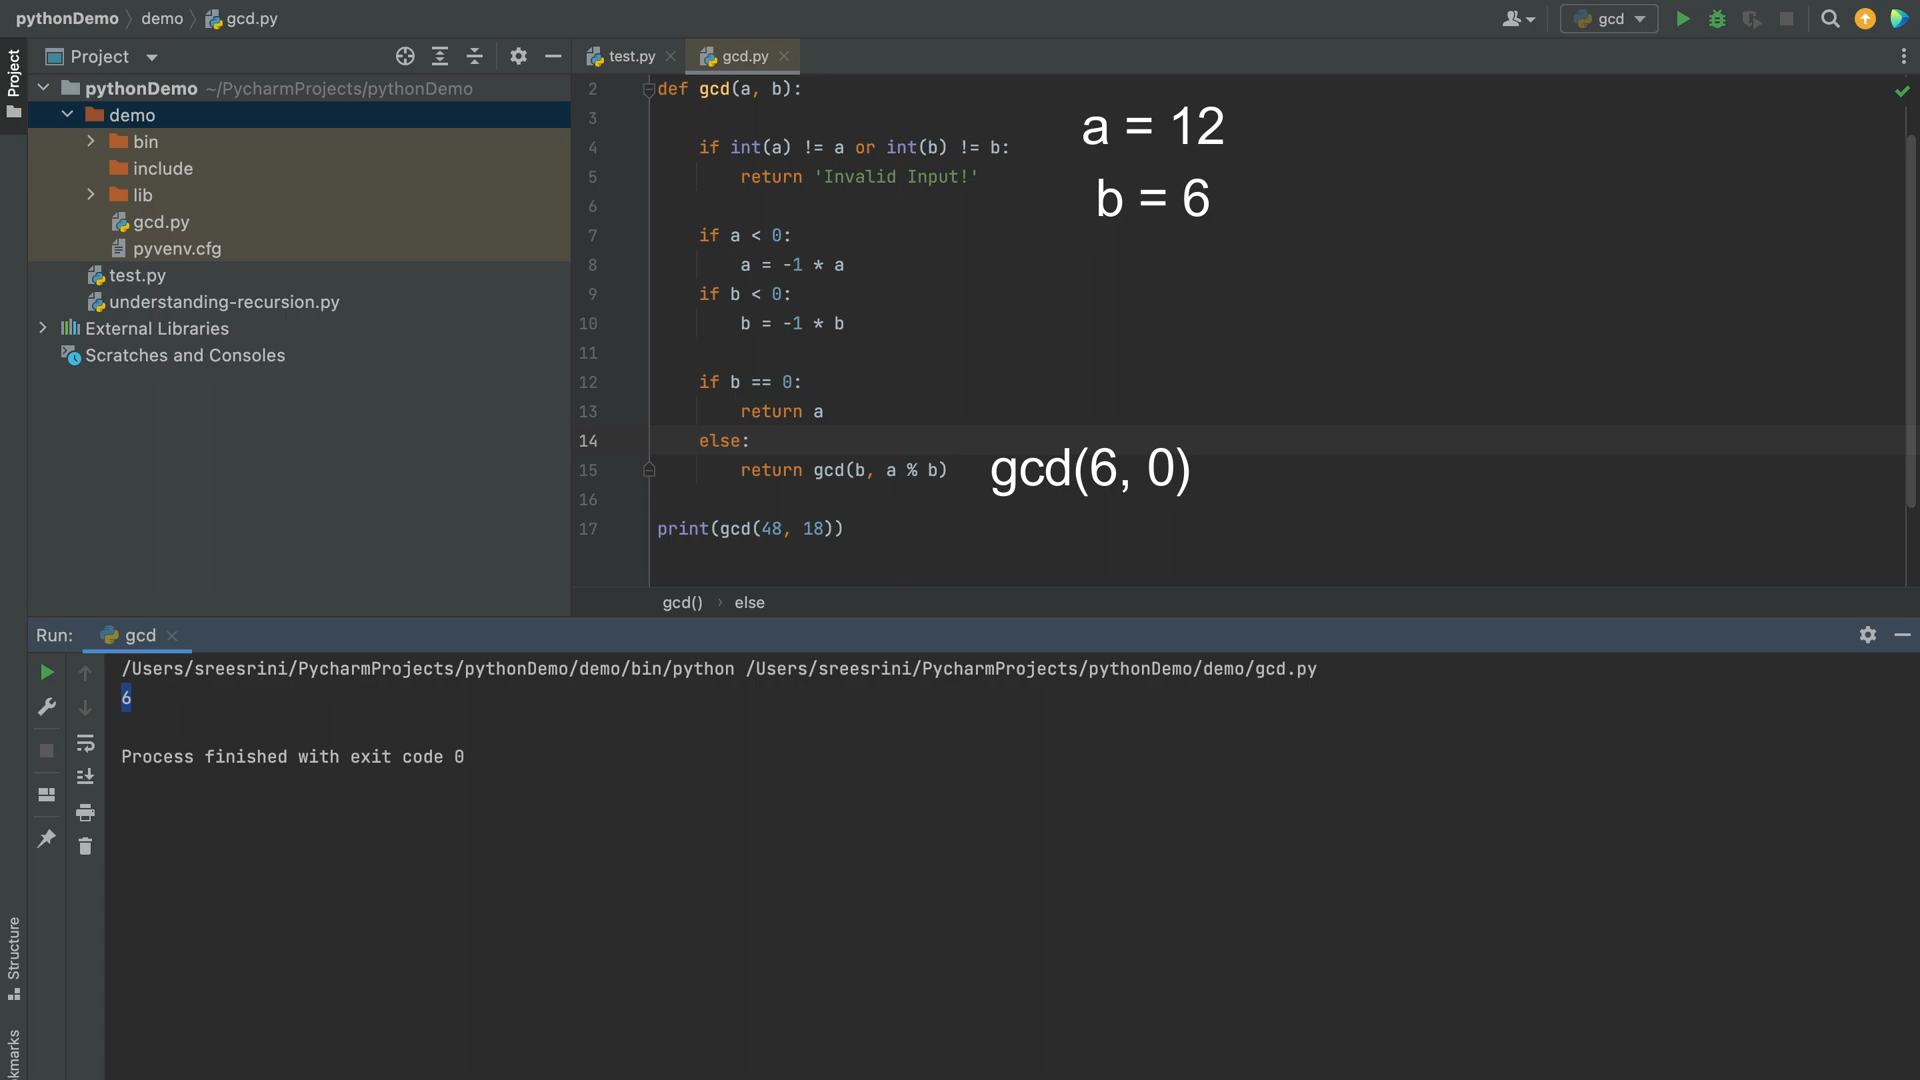 pythonDemo demo gcd.py
gcd
Project
Project
test.py
gcd.py
pythonDemo ~/PycharmProjects/pythonDemo
demo
bin
include
lib
gcd.py
pyvenv.cfg
test.py
understanding-recursion.py
External Libraries
Scratches and Consoles
2 def gcd(a, b):
3
4 if int(a) != a or int(b) != b:
5 return 'Invalid Input!'
6
7 if a < 0:
8 a = -1 * a
9 if b < 0:
10 b = -1 * b
11
12 if b == 0:
13 return a
14 else:
15 return gcd(b, a % b)
16
17 print(gcd(48, 18))
a = 12
b = 6
gcd(6, 0)
gcd() › else
Run: gcd
/Users/sreesrini/PycharmProjects/pythonDemo/demo/bin/python /Users/sreesrini/PycharmProjects/pythonDemo/demo/gcd.py
6
Process finished with exit code 0
Structure
kmarks